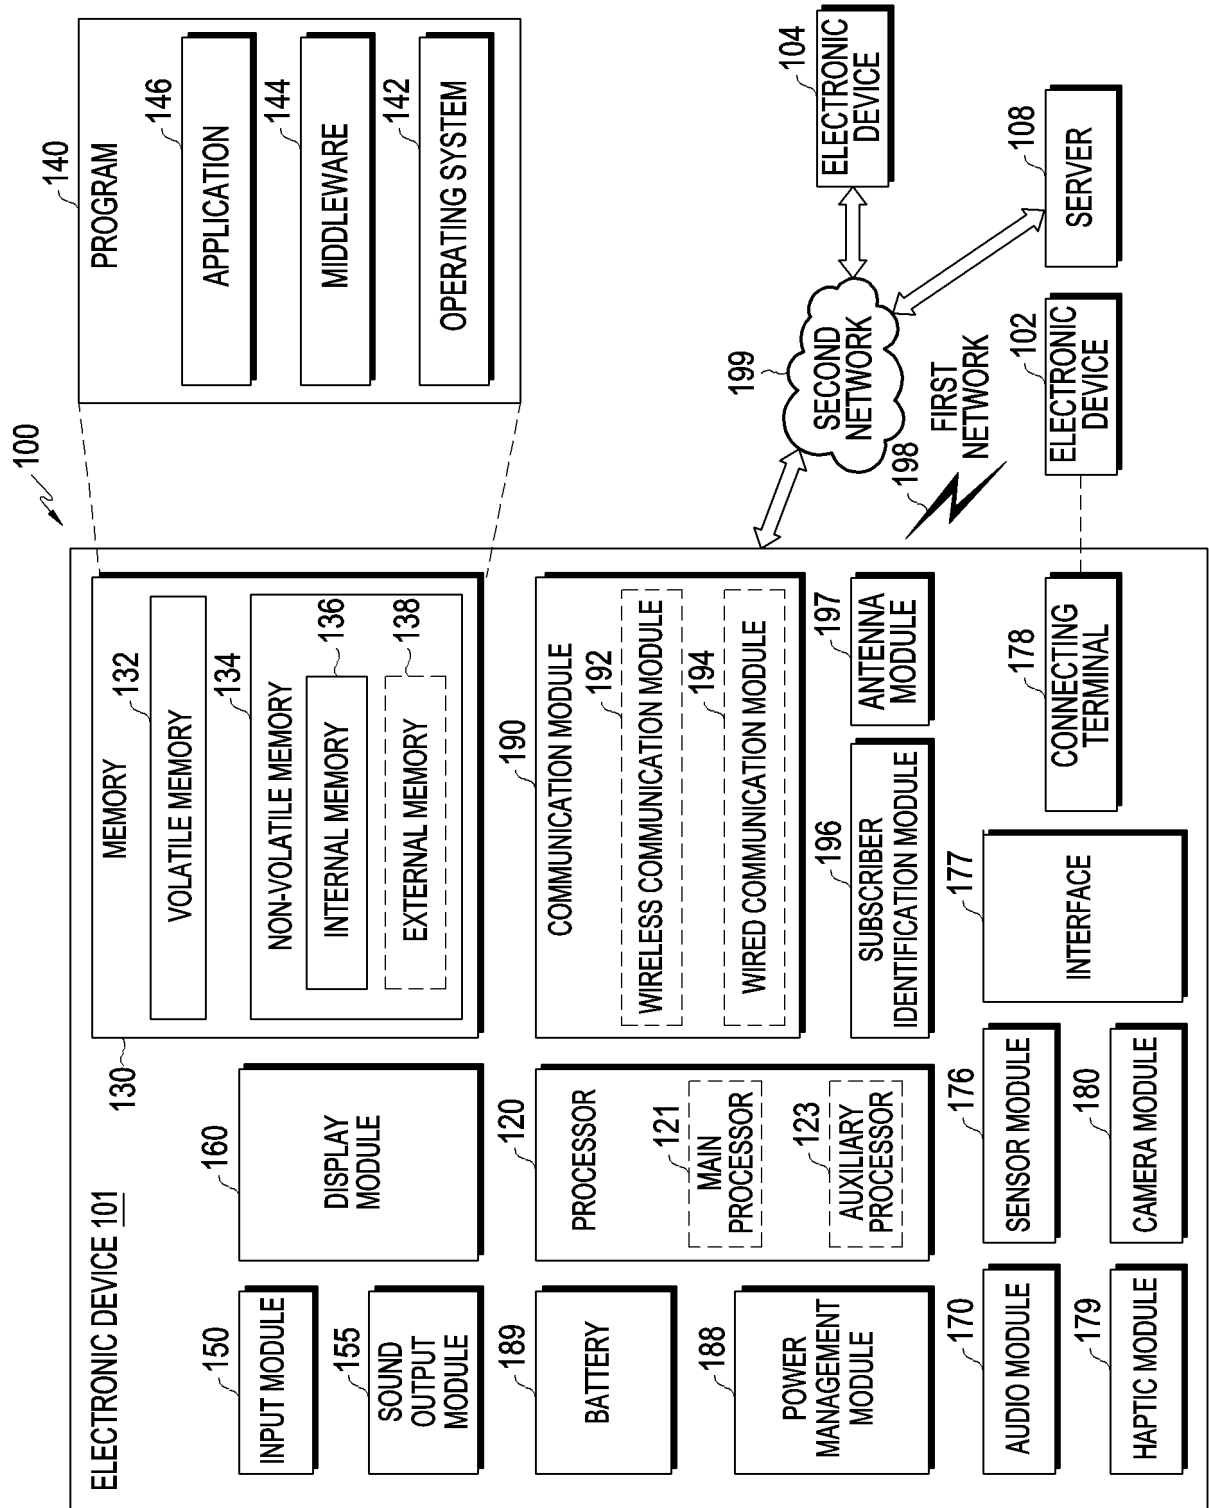 100
ELECTRONIC DEVICE 101
130
MEMORY
132
VOLATILE MEMORY
134
NON-VOLATILE MEMORY
136
INTERNAL MEMORY
138
EXTERNAL MEMORY
140
PROGRAM
146
APPLICATION
144
MIDDLEWARE
142
OPERATING SYSTEM
150
INPUT MODULE
155
SOUND
OUTPUT
MODULE
160
DISPLAY
MODULE
189
BATTERY
120
PROCESSOR
121
MAIN
PROCESSOR
123
AUXILIARY
PROCESSOR
190
COMMUNICATION MODULE
192
WIRELESS COMMUNICATION MODULE
194
WIRED COMMUNICATION MODULE
188
POWER
MANAGEMENT
MODULE
196
SUBSCRIBER
IDENTIFICATION MODULE
197
ANTENNA
MODULE
170
AUDIO MODULE
176
SENSOR MODULE
177
INTERFACE
178
CONNECTING
TERMINAL
179
HAPTIC MODULE
180
CAMERA MODULE
199
SECOND
NETWORK
104
ELECTRONIC
DEVICE
198
FIRST
NETWORK
108
SERVER
102
ELECTRONIC
DEVICE